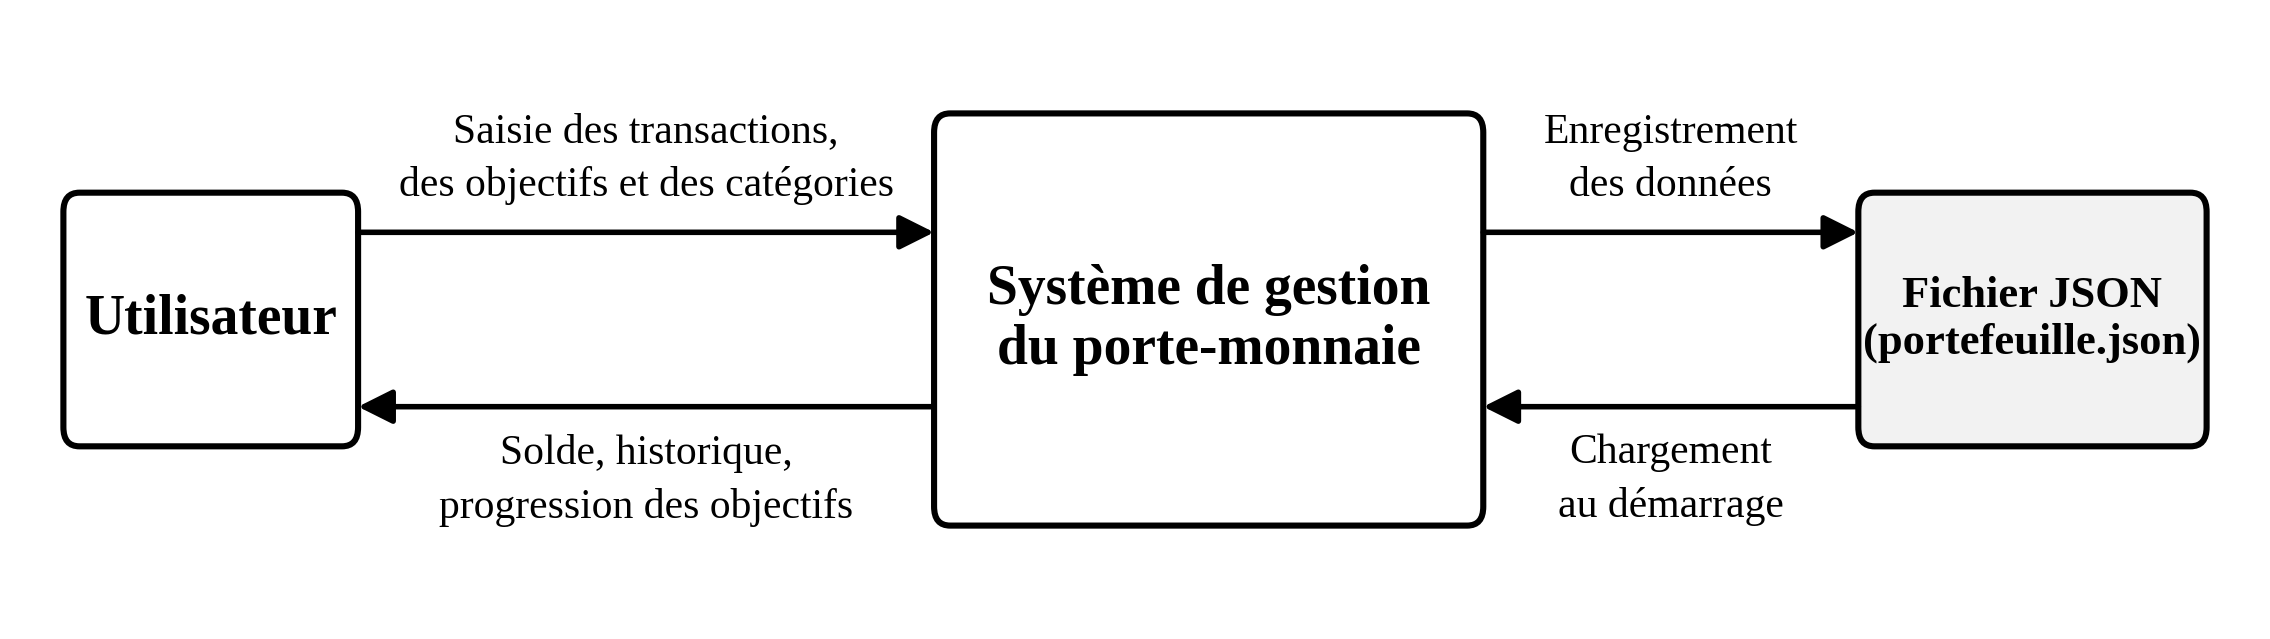 Saisie des transactions,
des objectifs et des catégories
Enregistrement
des données
Utilisateur
Système de gestion
du porte-monnaie
Fichier JSON
(portefeuille.json)
Solde, historique,
progression des objectifs
Chargement
au démarrage